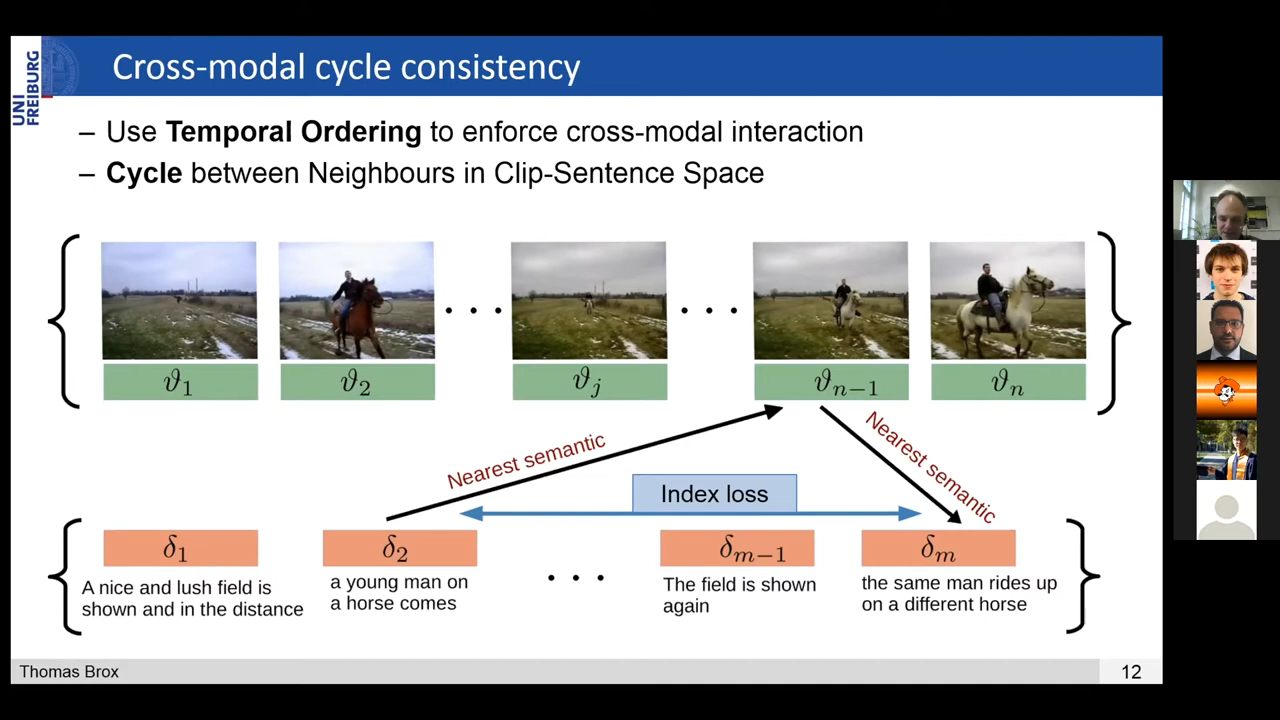 UNI
FREIBURG
Cross-modal cycle consistency
– Use Temporal Ordering to enforce cross-modal interaction
– Cycle between Neighbours in Clip-Sentence Space
ϑ1 ϑ2 ϑj ϑn−1 ϑn
Nearest semantic
Nearest semantic
Index loss
δ1 δ2 δm−1 δm
A nice and lush field is
shown and in the distance
a young man on
a horse comes
The field is shown
again
the same man rides up
on a different horse
Thomas Brox
12